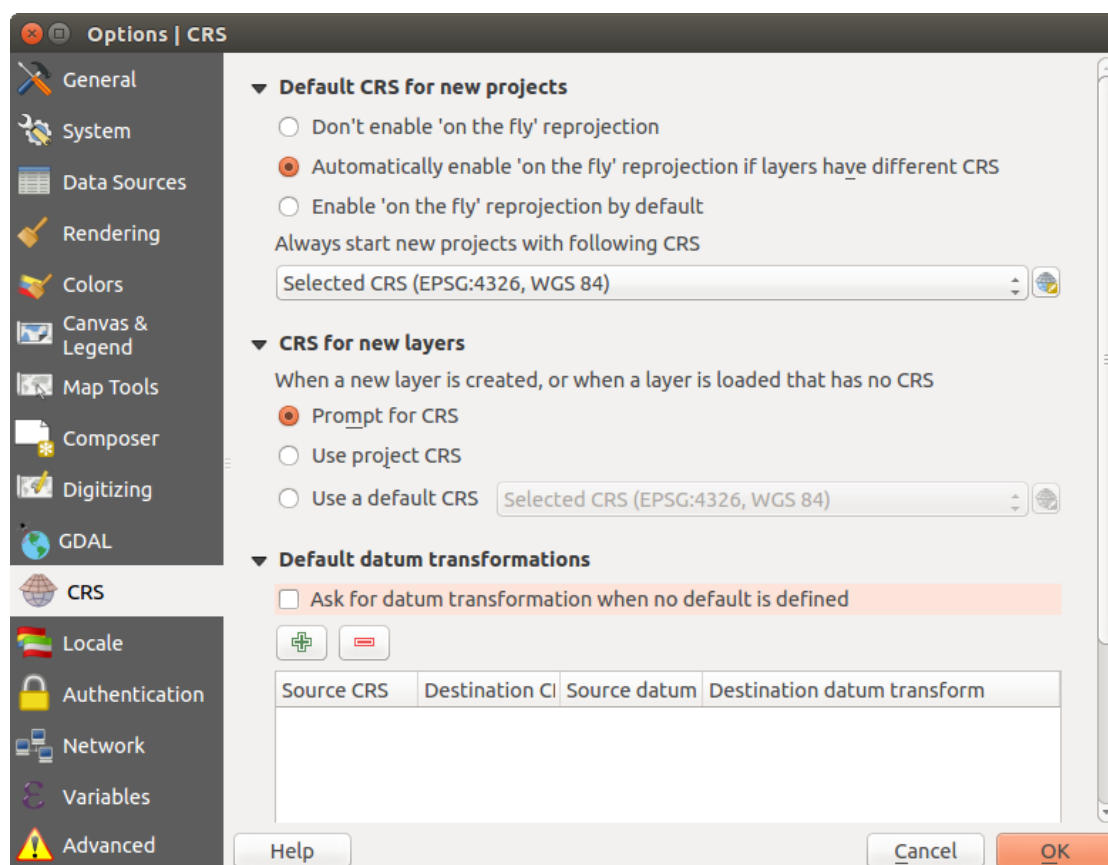 Options | CRS
General
System
Data Sources
Rendering
Colors
Canvas &
Legend
Map Tools
Composer
Digitizing
GDAL
CRS
Locale
Authentication
Network
Variables
Advanced
Default CRS for new projects
Don't enable 'on the fly' reprojection
Automatically enable 'on the fly' reprojection if layers have different CRS
Enable 'on the fly' reprojection by default
Always start new projects with following CRS
Selected CRS (EPSG:4326, WGS 84)
CRS for new layers
When a new layer is created, or when a layer is loaded that has no CRS
Prompt for CRS
Use project CRS
Use a default CRS Selected CRS (EPSG:4326, WGS 84)
Default datum transformations
Ask for datum transformation when no default is defined
Source CRS Destination CI Source datum Destination datum transform
Help Cancel OK